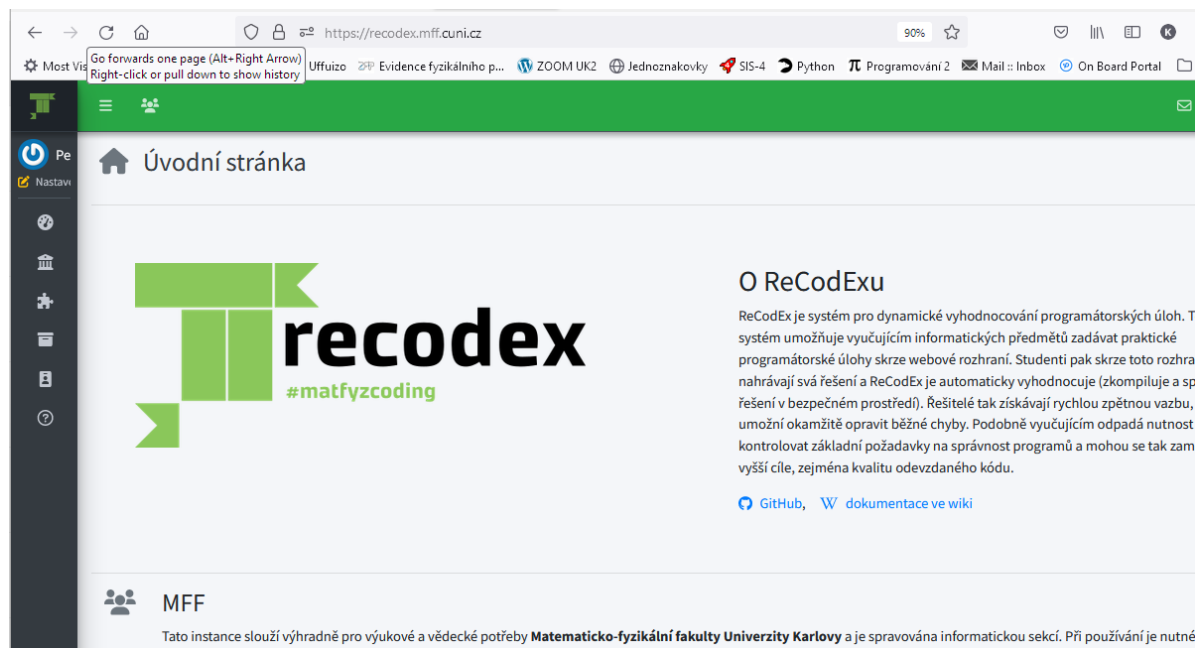 https://recodex.mff.cuni.cz
90%
K
Go forwards one page (Alt+Right Arrow)
Right-click or pull down to show history
Most Vis
Uffuizo
Evidence fyzikálního p...
ZOOM UK2
Jednoznakovky
SIS-4
Python
Programování 2
Mail :: Inbox
On Board Portal
Pe
Nastave
Úvodní stránka
recodex
#matfyzcoding
O ReCodExu
ReCodEx je systém pro dynamické vyhodnocování programátorských úloh. T
systém umožňuje vyučujícím informatických předmětů zadávat praktické
programátorské úlohy skrze webové rozhraní. Studenti pak skrze toto rozhra
nahrávají svá řešení a ReCodEx je automaticky vyhodnocuje (zkompiluje a sp
řešení v bezpečném prostředí). Řešitelé tak získávají rychlou zpětnou vazbu,
umožní okamžitě opravit běžné chyby. Podobně vyučujícím odpadá nutnost
kontrolovat základní požadavky na správnost programů a mohou se tak zam
vyšší cíle, zejména kvalitu odevzdaného kódu.
GitHub, W dokumentace ve wiki
MFF
Tato instance slouží výhradně pro výukové a vědecké potřeby Matematicko-fyzikální fakulty Univerzity Karlovy a je spravována informatickou sekcí. Při používání je nutné